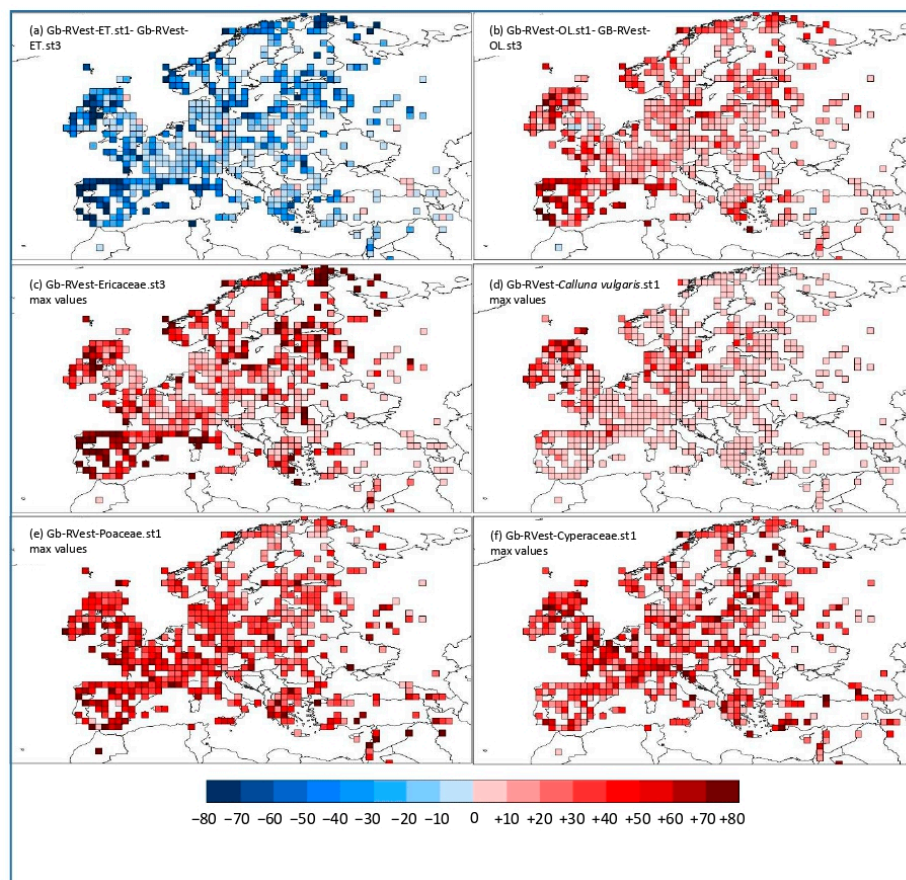 (a) Gb-RVest-ET.st1- Gb-RVest-
ET.st3
(b) Gb-RVest-OL.st1- GB-RVest-
OL.st3
(c) Gb-RVest-Ericaceae.st3
max values
(d) Gb-RVest-Calluna vulgaris.st1
max values
(e) Gb-RVest-Poaceae.st1
max values
(f) Gb-RVest-Cyperaceae.st1
max values
−80 −70 −60 −50 −40 −30 −20 −10 0 +10 +20 +30 +40 +50 +60 +70 +80